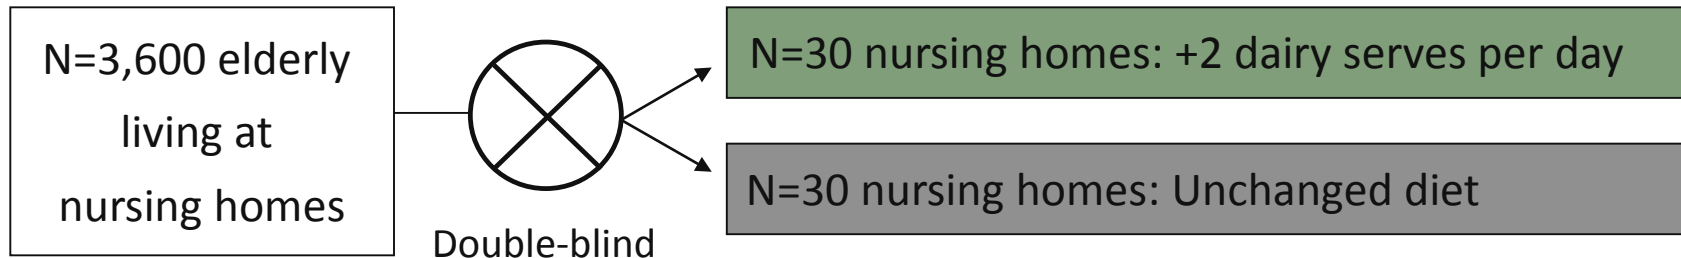 N=3,600 elderly
living at
nursing homes
Double-blind
N=30 nursing homes: +2 dairy serves per day
N=30 nursing homes: Unchanged diet